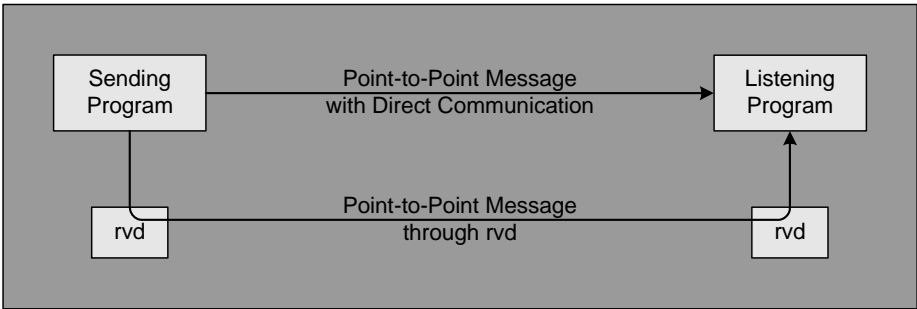 Sending
Program
Point-to-Point Message
with Direct Communication
Listening
Program
Point-to-Point Message
through rvd
rvd
rvd